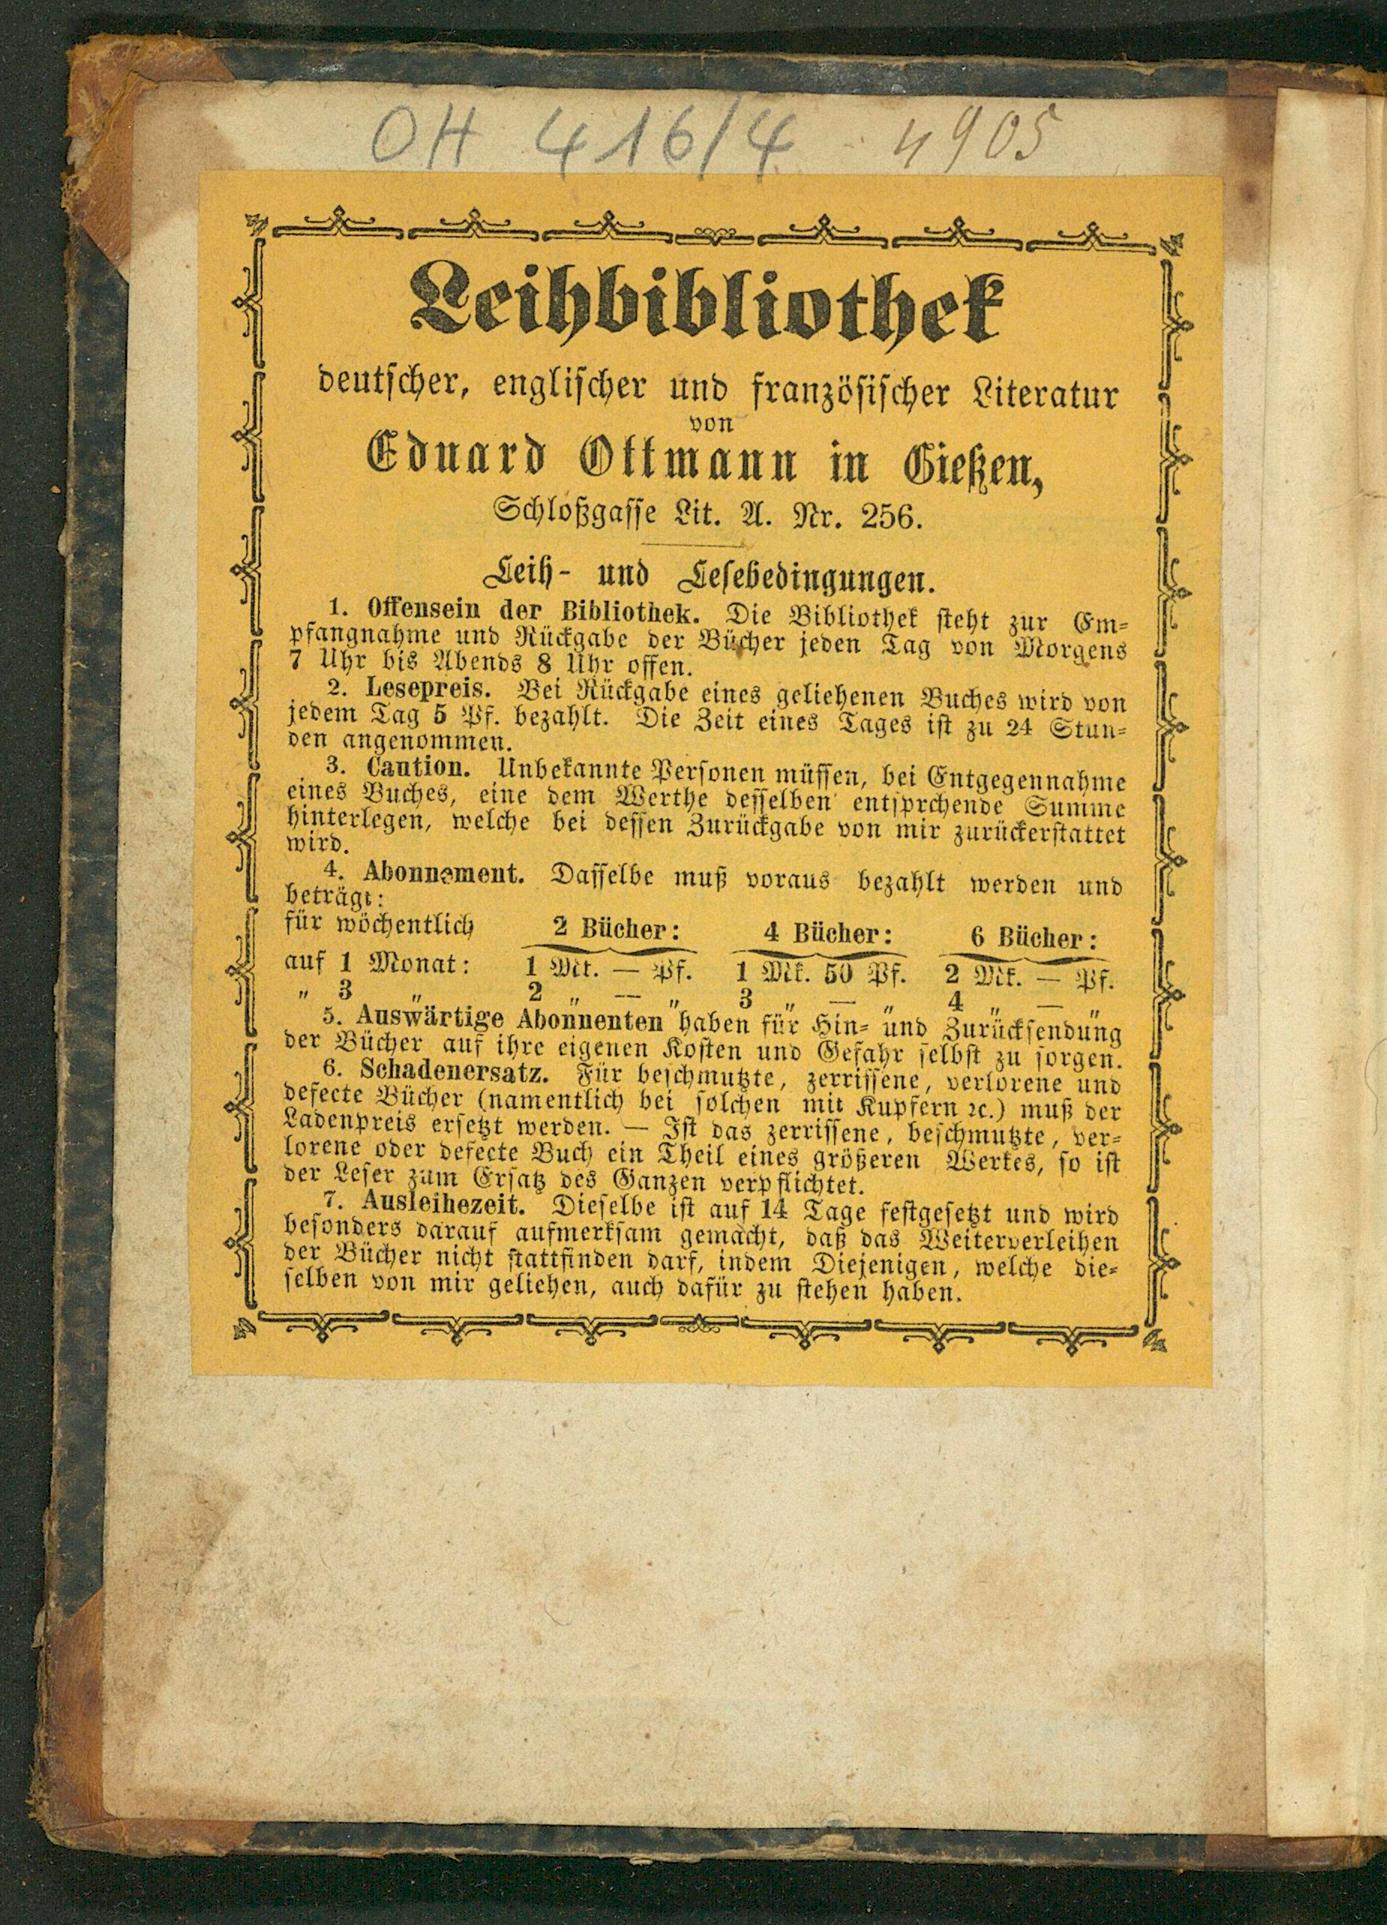 OH 416/4 4905
Leihbibliothek
deutscher, englischer und französischer Literatur
von
Eduard Ottmann in Gießen,
Schloßgasse Lit. A. Nr. 256.
Leih- und Lesebedingungen.
1. Offensein der Bibliothek. Die Bibliothek steht zur Em-
pfangnahme und Rückgabe der Bücher jeden Tag von Morgens
7 Uhr bis Abends 8 Uhr offen.
2. Lesepreis. Bei Rückgabe eines geliehenen Buches wird von
jedem Tag 5 Pf. bezahlt. Die Zeit eines Tages ist zu 24 Stun-
den angenommen.
3. Caution. Unbekannte Personen müssen, bei Entgegennahme
eines Buches, eine dem Werthe desselben entsprchende Summe
hinterlegen, welche bei dessen Zurückgabe von mir zurückerstattet
wird.
4. Abonnement. Dasselbe muß voraus bezahlt werden und
beträgt:
für wöchentlich 2 Bücher: 4 Bücher: 6 Bücher:
auf 1 Monat: 1 Mk. — Pf. 1 Mk. 50 Pf. 2 Mk. — Pf.
" 3 " 2 " — " 3 " — " 4 " — "
5. Auswärtige Abonnenten haben für Hin- und Zurücksendung
der Bücher auf ihre eigenen Kosten und Gefahr selbst zu sorgen.
6. Schadenersatz. Für beschmutzte, zerrissene, verlorene und
defecte Bücher (namentlich bei solchen mit Kupfern ꝛc.) muß der
Ladenpreis ersetzt werden. — Ist das zerrissene, beschmutzte, ver-
lorene oder defecte Buch ein Theil eines größeren Werkes, so ist
der Leser zum Ersatz des Ganzen verpflichtet.
7. Ausleihezeit. Dieselbe ist auf 14 Tage festgesetzt und wird
besonders darauf aufmerksam gemacht, daß das Weiterverleihen
der Bücher nicht stattfinden darf, indem Diejenigen, welche die-
selben von mir geliehen, auch dafür zu stehen haben.